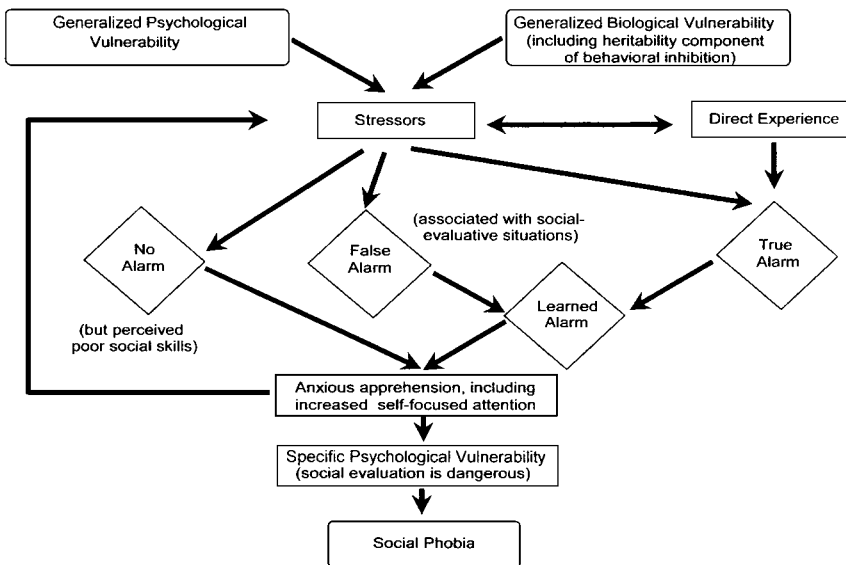 Generalized Psychological
Vulnerability
Generalized Biological Vulnerability
(including heritability component
of behavioral inhibition)
Stressors
Direct Experience
No
Alarm
(but perceived
poor social skills)
False
Alarm
(associated with social-
evaluative situations)
True
Alarm
Learned
Alarm
Anxious apprehension, including
increased self-focused attention
Specific Psychological Vulnerability
(social evaluation is dangerous)
Social Phobia